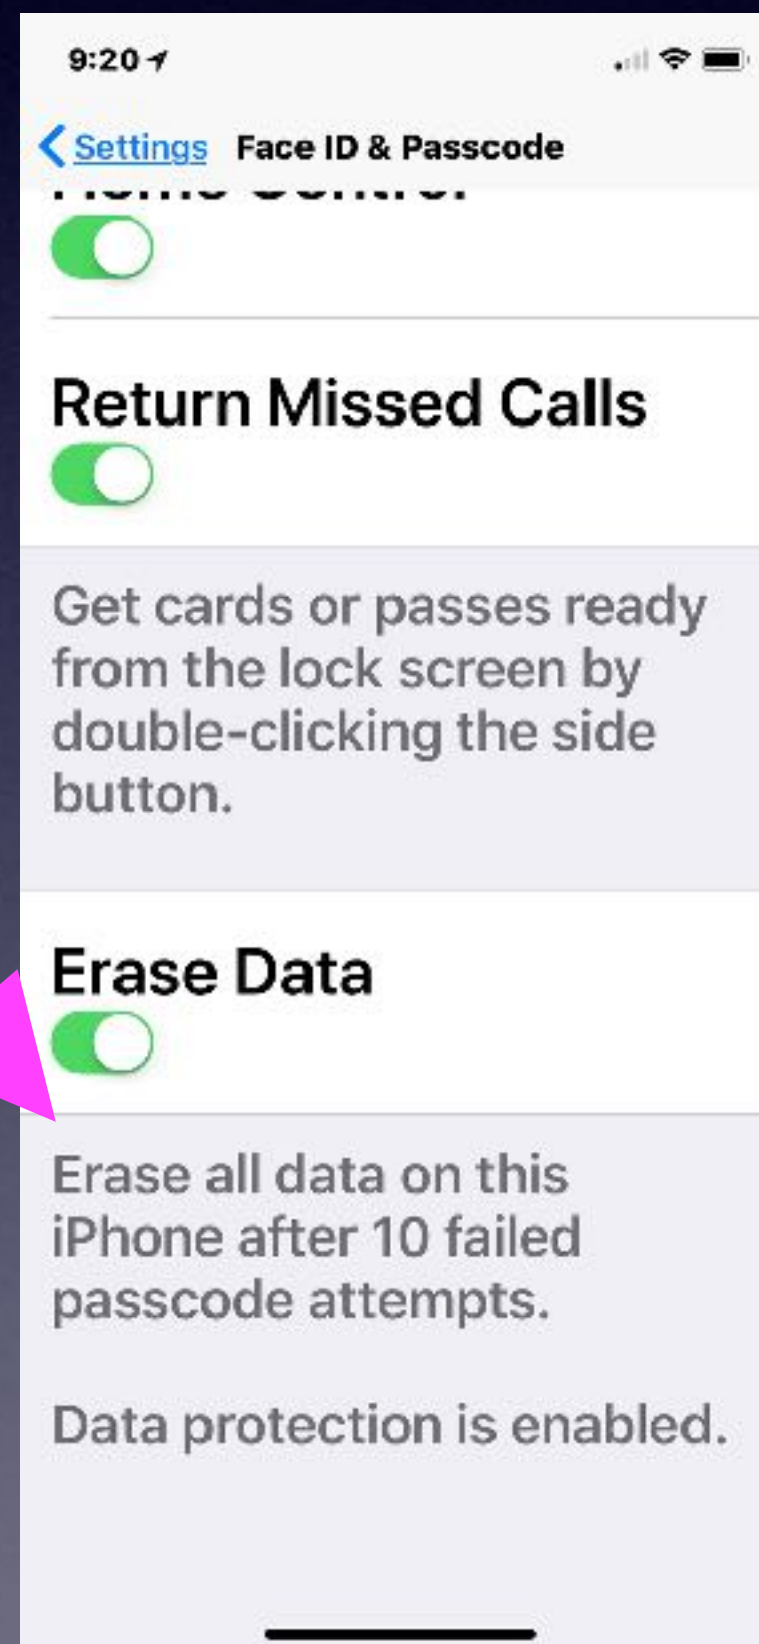 9:20
Settings Face ID & Passcode
Home Control
Return Missed Calls
Get cards or passes ready
from the lock screen by
double-clicking the side
button.
Erase Data
Erase all data on this
iPhone after 10 failed
passcode attempts.
Data protection is enabled.